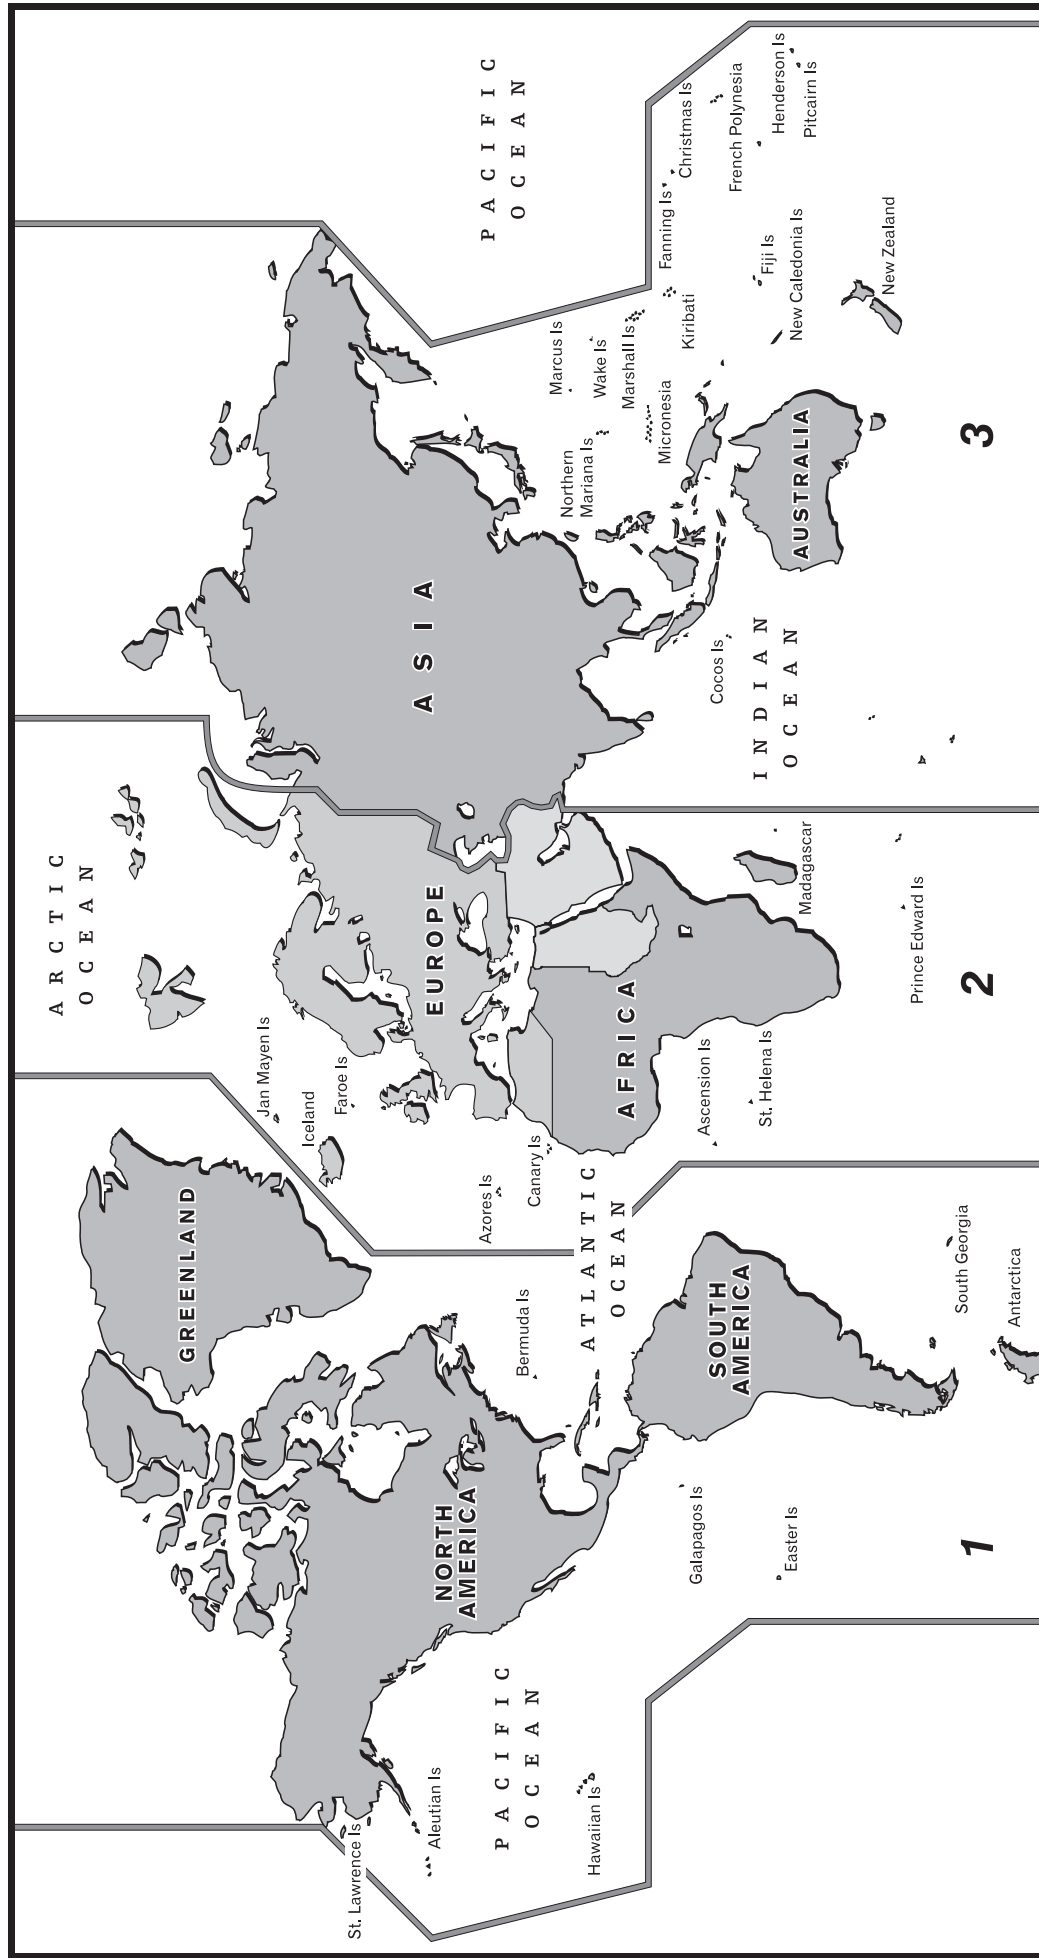 ARCTIC
OCEAN
PACIFIC
OCEAN
GREENLAND
Jan Mayen Is
Iceland
Faroe Is
St. Lawrence Is
Aleutian Is
NORTH
AMERICA
EUROPE
ASIA
PACIFIC
OCEAN
Azores Is
Bermuda Is
Canary Is
Hawaiian Is
ATLANTIC
OCEAN
AFRICA
Northern
Mariana Is
Marcus Is
Wake Is
Marshall Is
Micronesia
Kiribati
Fanning Is
Christmas Is
French Polynesia
Henderson Is
Pitcairn Is
Galapagos Is
Easter Is
SOUTH
AMERICA
Ascension Is
St. Helena Is
Madagascar
Cocos Is
INDIAN
OCEAN
AUSTRALIA
Fiji Is
New Caledonia Is
New Zealand
Prince Edward Is
South Georgia
Antarctica
1
2
3